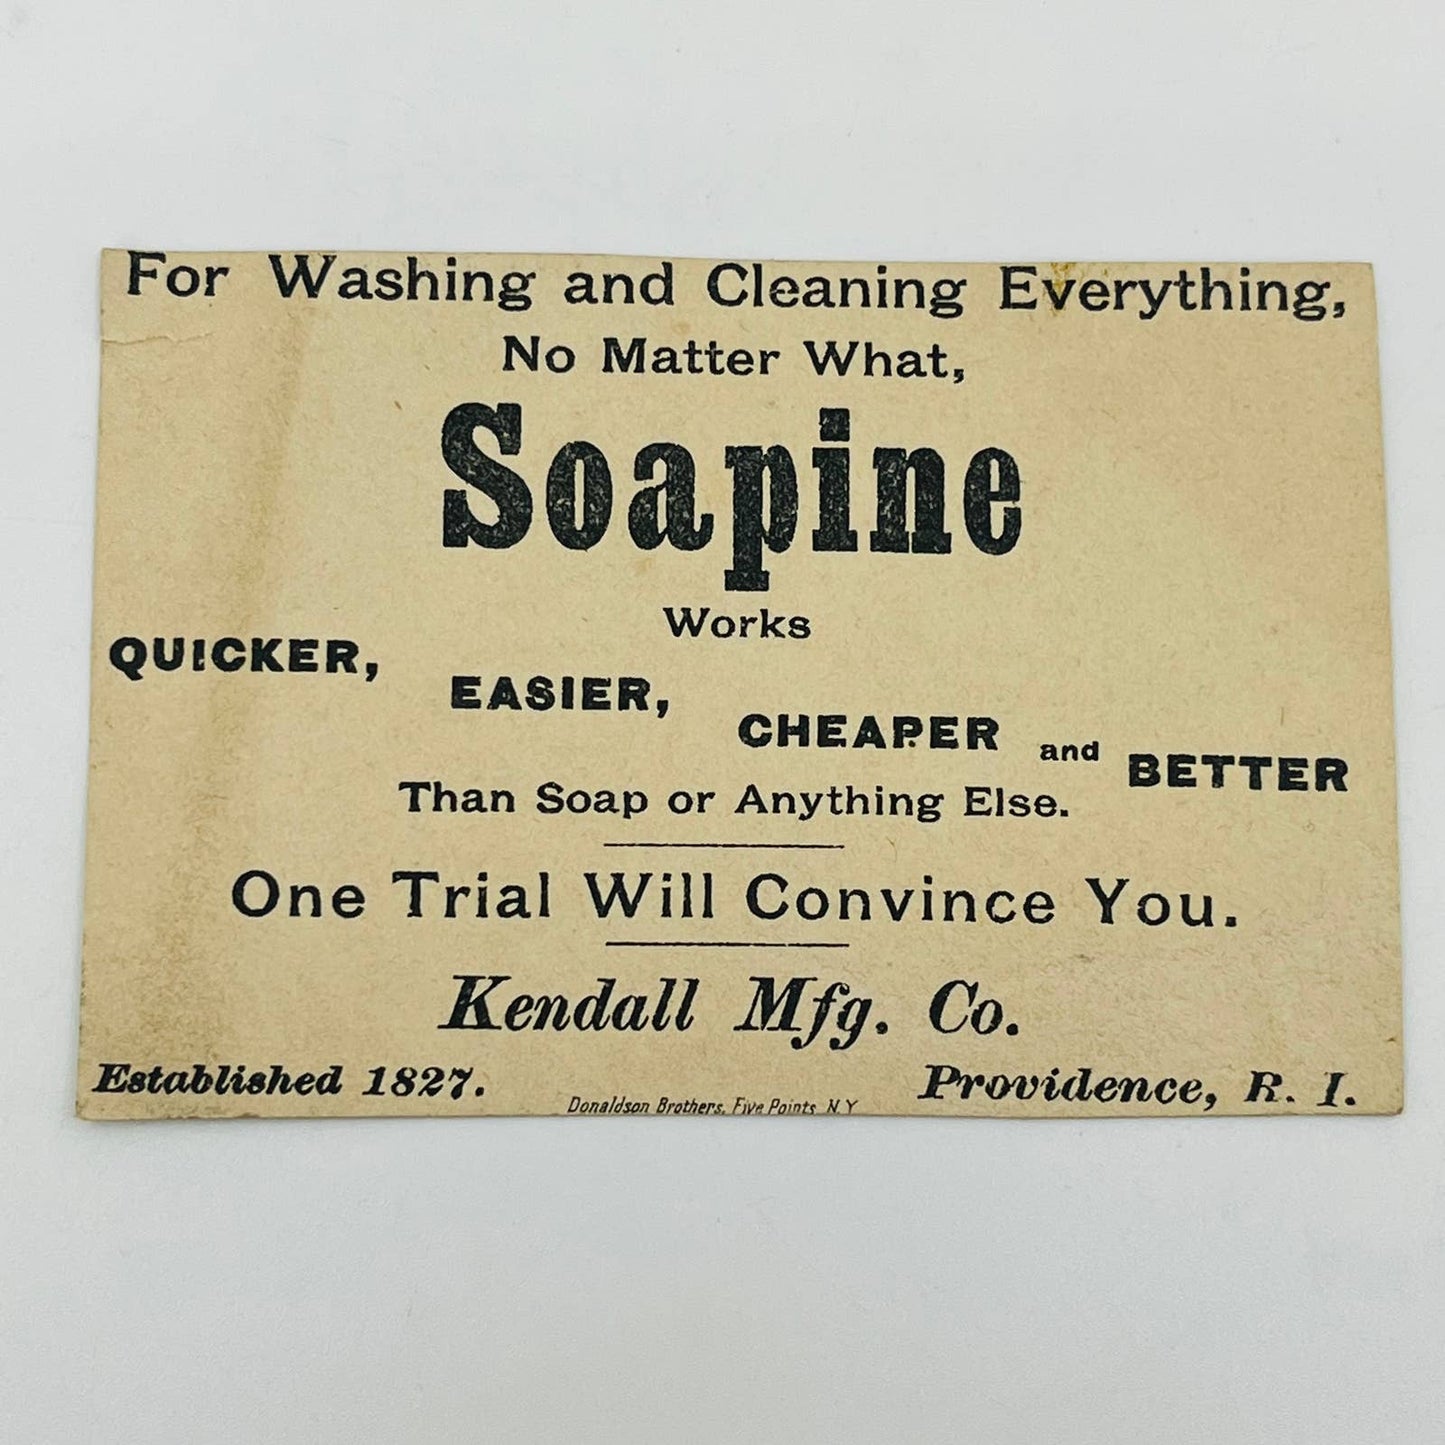 For Washing and Cleaning Everything,
No Matter What,
Soapine
Works
QUICKER,
EASIER,
CHEAPER and
BETTER
Than Soap or Anything Else.
One Trial Will Convince You.
Kendall Mfg. Co.
Established 1827.
Providence, R. I.
Donaldson Brothers, Five Points N.Y